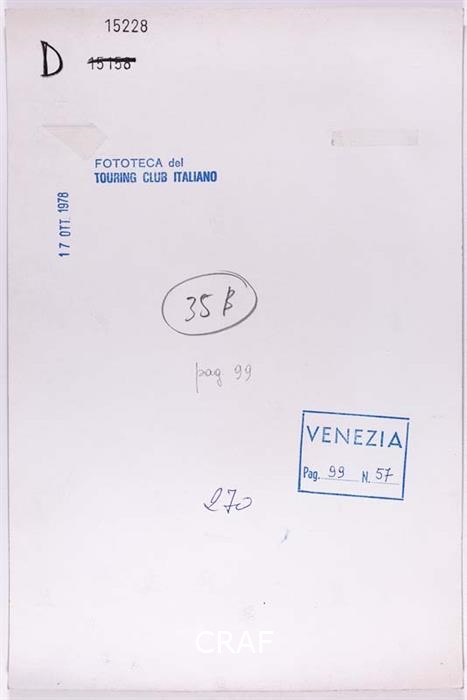 15228
D 15158
FOTOTECA del
TOURING CLUB ITALIANO
17 OTT. 1978
35 B
pag 99
VENEZIA
Pag. 99 N. 57
270
CRAF